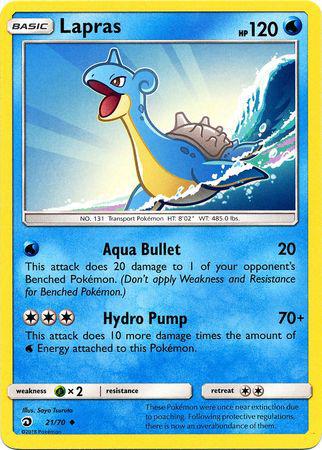 BASIC Lapras HP 120
NO. 131 Transport Pokémon HT: 8'02" WT: 485.0 lbs.
Aqua Bullet 20
This attack does 20 damage to 1 of your opponent's
Benched Pokémon. (Don't apply Weakness and Resistance
for Benched Pokémon.)
Hydro Pump 70+
This attack does 10 more damage times the amount of
Energy attached to this Pokémon.
weakness ×2 resistance retreat
Illus. Saya Tsuruta
21/70
©2018 Pokémon
These Pokémon were once near extinction due
to poaching. Following protective regulations,
there is now an overabundance of them.